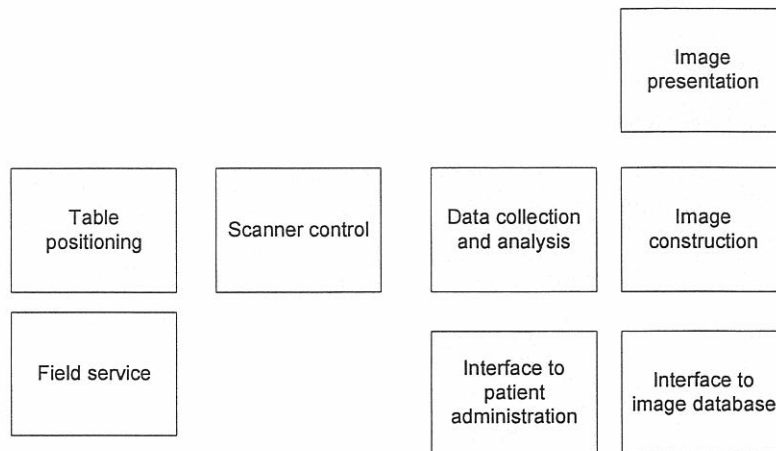 Image
presentation
Table
positioning
Scanner control
Data collection
and analysis
Image
construction
Field service
Interface to
patient
administration
Interface to
image database